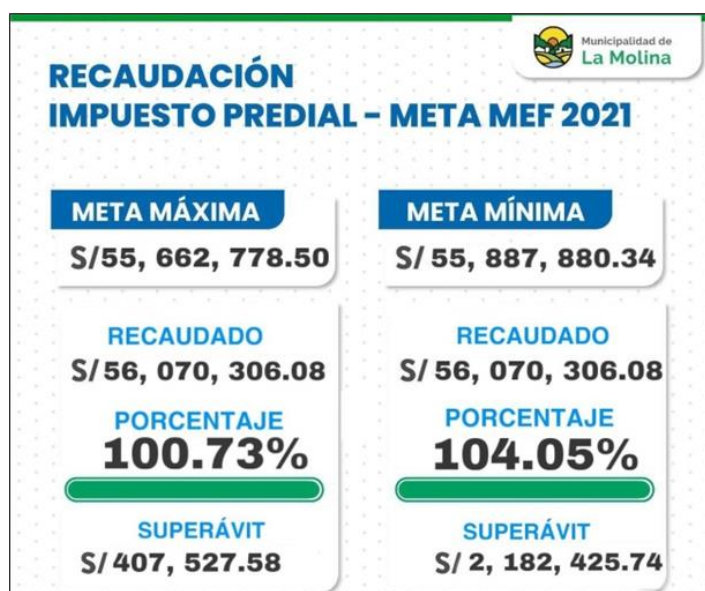 Municipalidad de
La Molina
RECAUDACIÓN
IMPUESTO PREDIAL – META MEF 2021
META MÁXIMA
S/55, 662, 778.50
RECAUDADO
S/56, 070, 306.08
PORCENTAJE
100.73%
SUPERÁVIT
S/ 407, 527.58
META MÍNIMA
S/ 55, 887, 880.34
RECAUDADO
S/ 56, 070, 306.08
PORCENTAJE
104.05%
SUPERÁVIT
S/ 2, 182, 425.74